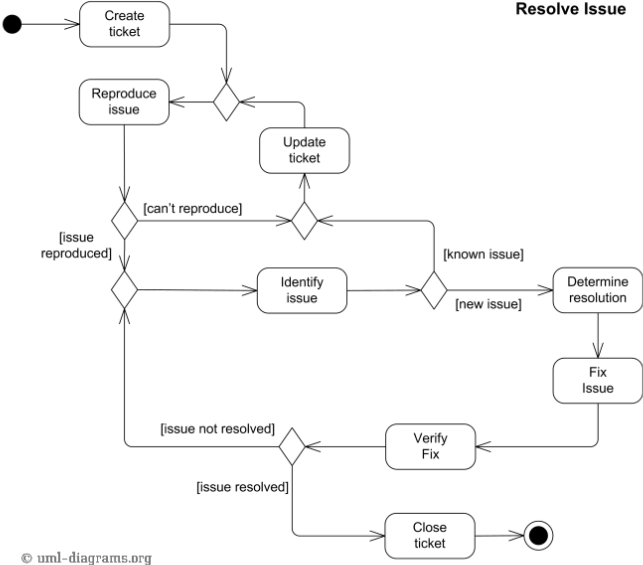 Resolve Issue
Create
ticket
Reproduce
issue
Update
ticket
[can't reproduce]
[issue
reproduced]
[known issue]
Identify
issue
[new issue]
Determine
resolution
Fix
Issue
[issue not resolved]
Verify
Fix
[issue resolved]
Close
ticket
© uml-diagrams.org